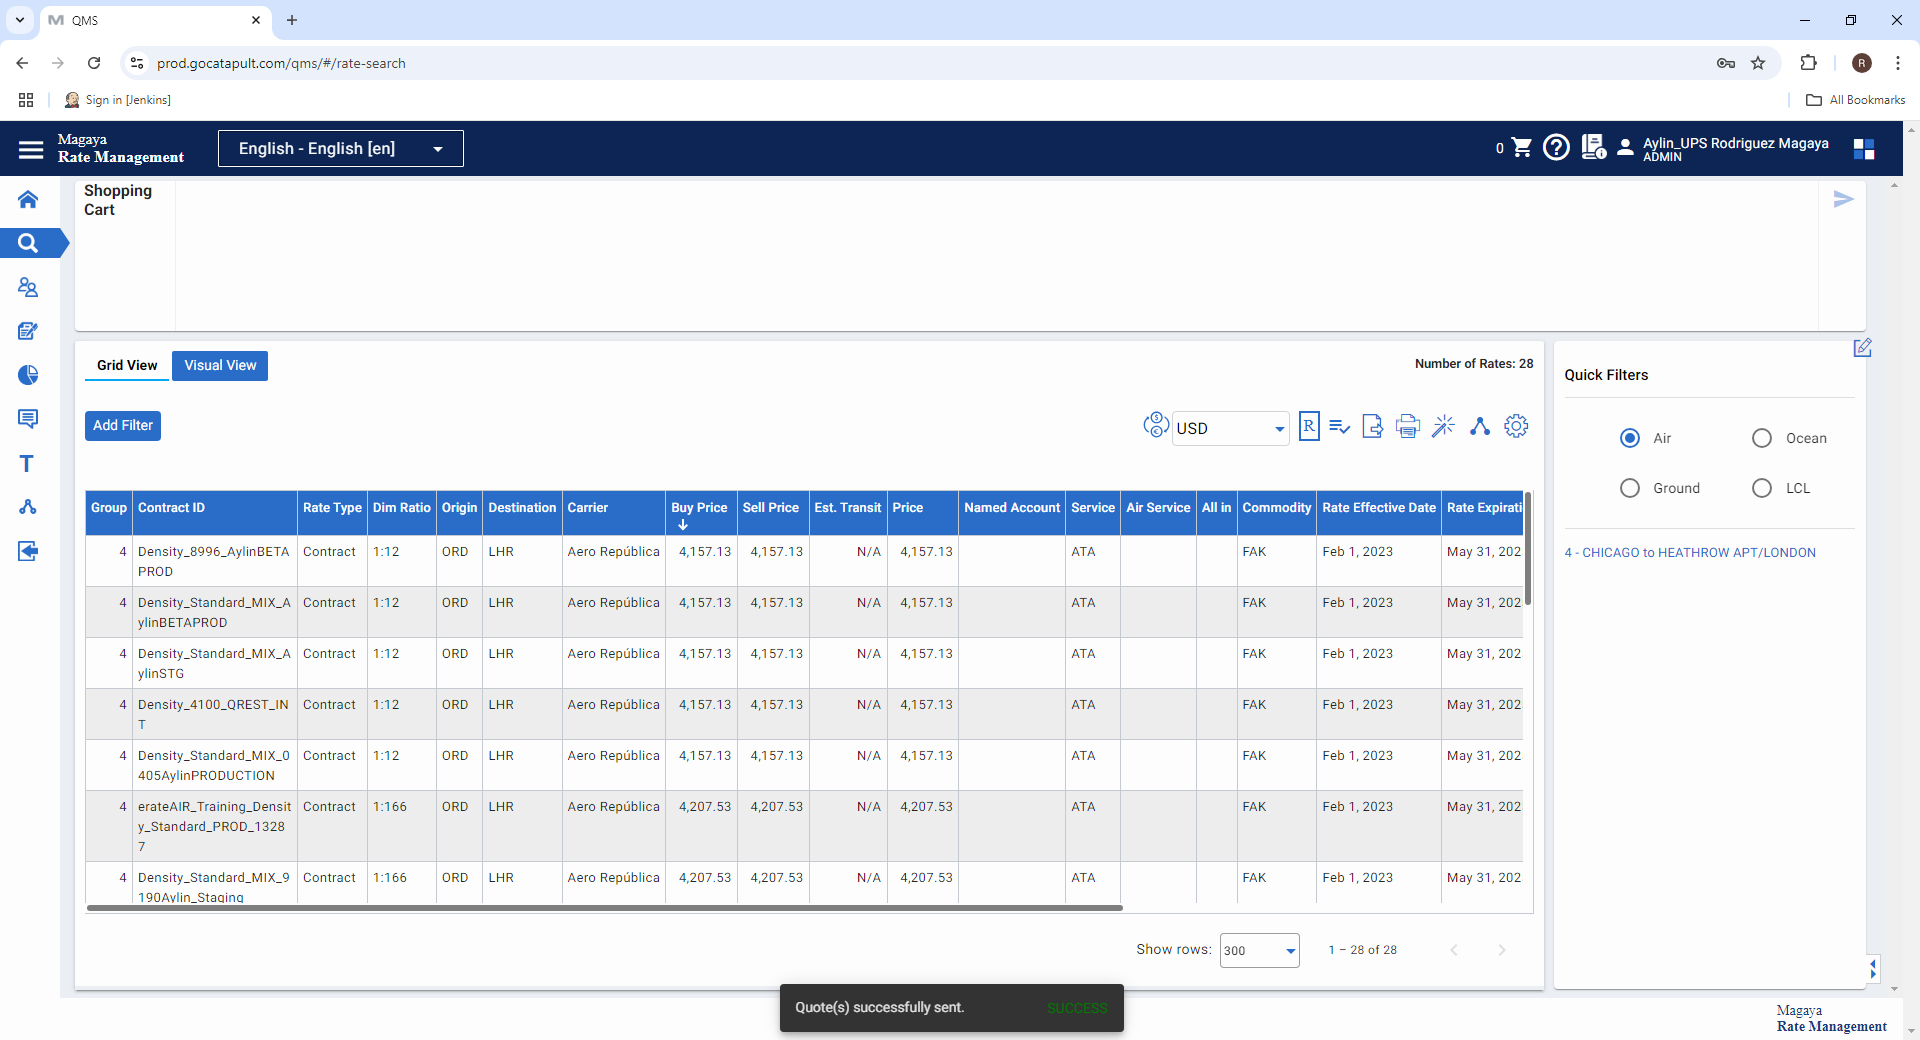 QMS
prod.gocatapult.com/qms/#/rate-search
R
Sign in [Jenkins]
All Bookmarks
Magaya
Rate Management
English - English [en]
0
Aylin_UPS Rodriguez Magaya
ADMIN
Shopping
Cart
Grid View
Visual View
Number of Rates: 28
Quick Filters
Add Filter
USD
R
Air
Ocean
Ground
LCL
4 - CHICAGO to HEATHROW APT/LONDON
Group Contract ID Rate Type Dim Ratio Origin Destination Carrier Buy Price Sell Price Est. Transit Price Named Account Service Air Service All in Commodity Rate Effective Date Rate Expirati
4 Density_8996_AylinBETA Contract 1:12 ORD LHR Aero República 4,157.13 4,157.13 N/A 4,157.13 ATA FAK Feb 1, 2023 May 31, 202
PROD
4 Density_Standard_MIX_A Contract 1:12 ORD LHR Aero República 4,157.13 4,157.13 N/A 4,157.13 ATA FAK Feb 1, 2023 May 31, 202
ylinBETAPROD
4 Density_Standard_MIX_A Contract 1:12 ORD LHR Aero República 4,157.13 4,157.13 N/A 4,157.13 ATA FAK Feb 1, 2023 May 31, 202
ylinSTG
4 Density_4100_QREST_IN Contract 1:12 ORD LHR Aero República 4,157.13 4,157.13 N/A 4,157.13 ATA FAK Feb 1, 2023 May 31, 202
T
4 Density_Standard_MIX_0 Contract 1:12 ORD LHR Aero República 4,157.13 4,157.13 N/A 4,157.13 ATA FAK Feb 1, 2023 May 31, 202
405AylinPRODUCTION
4 erateAIR_Training_Densit Contract 1:166 ORD LHR Aero República 4,207.53 4,207.53 N/A 4,207.53 ATA FAK Feb 1, 2023 May 31, 202
y_Standard_PROD_1328
7
4 Density_Standard_MIX_9 Contract 1:166 ORD LHR Aero República 4,207.53 4,207.53 N/A 4,207.53 ATA FAK Feb 1, 2023 May 31, 202
190Aylin_Staging
Show rows: 300 1 – 28 of 28
Quote(s) successfully sent. SUCCESS
Magaya
Rate Management